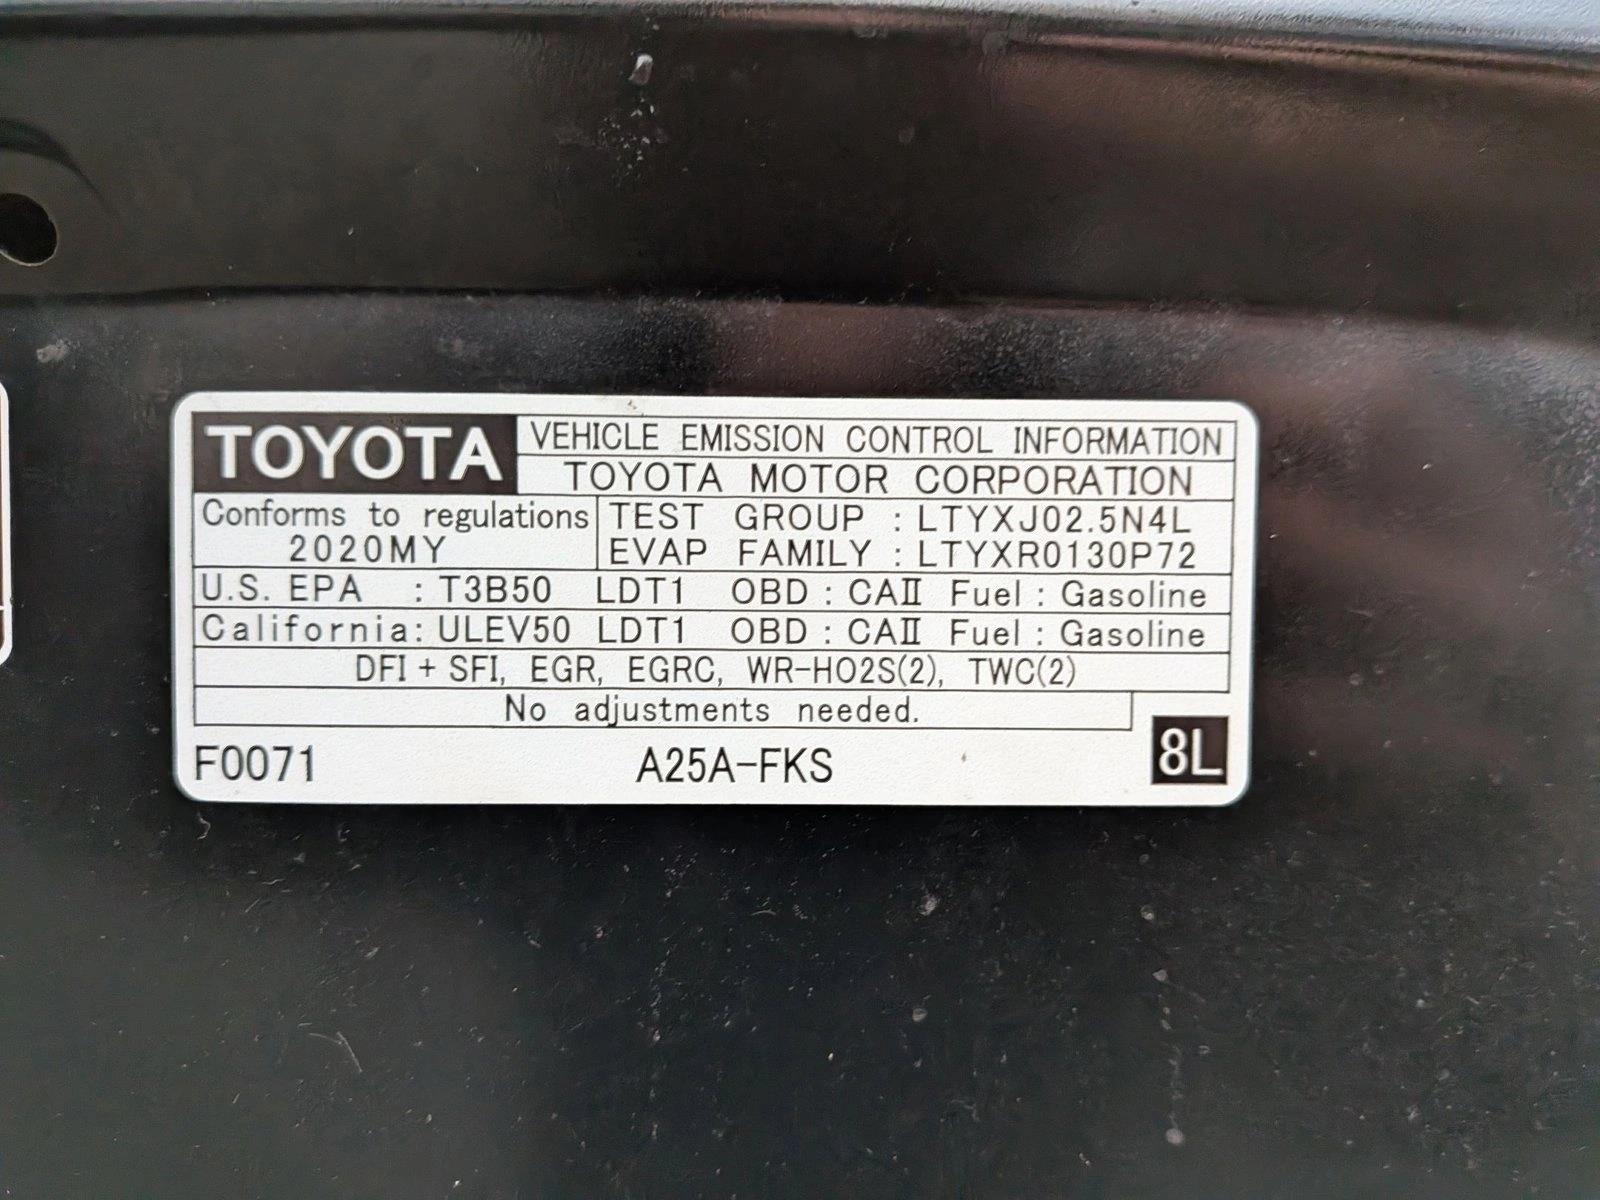 TOYOTA VEHICLE EMISSION CONTROL INFORMATION
TOYOTA MOTOR CORPORATION
Conforms to regulations TEST GROUP : LTYXJ02.5N4L
2020MY EVAP FAMILY : LTYXR0130P72
U.S. EPA : T3B50 LDT1 OBD : CAⅡ Fuel : Gasoline
California: ULEV50 LDT1 OBD : CAⅡ Fuel : Gasoline
DFI + SFI, EGR, EGRC, WR-HO2S(2), TWC(2)
No adjustments needed.
F0071 A25A-FKS 8L